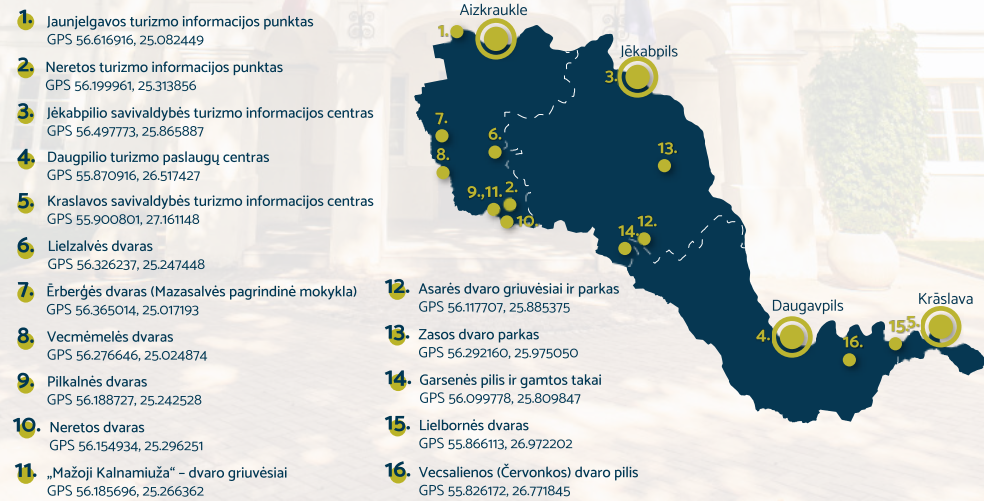 1. Jaunjelgavos turizmo informacijos punktas
GPS 56.616916, 25.082449
2. Neretos turizmo informacijos punktas
GPS 56.199961, 25.313856
3. Jėkabpilio savivaldybės turizmo informacijos centras
GPS 56.497773, 25.865887
4. Daugpilio turizmo paslaugų centras
GPS 55.870916, 26.517427
5. Kraslavos savivaldybės turizmo informacijos centras
GPS 55.900801, 27.161148
6. Lielzalvės dvaras
GPS 56.326237, 25.247448
7. Ērberģės dvaras (Mazasalvės pagrindinė mokykla)
GPS 56.365014, 25.017193
8. Vecmėmelės dvaras
GPS 56.276646, 25.024874
9. Pilkalnės dvaras
GPS 56.188727, 25.242528
10. Neretos dvaras
GPS 56.154934, 25.296251
11. „Mažoji Kalnamiuža“ – dvaro griuvėsiai
GPS 56.185696, 25.266362
12. Asarės dvaro griuvėsiai ir parkas
GPS 56.117707, 25.885375
13. Zasos dvaro parkas
GPS 56.292160, 25.975050
14. Garsenės pilis ir gamtos takai
GPS 56.099778, 25.809847
15. Lielbornės dvaras
GPS 55.866113, 26.972202
16. Vecsalienos (Červonkos) dvaro pilis
GPS 55.826172, 26.771845
Aizkraukle
1.
Jēkabpils
3.
7.
6.
8.
13.
9.,11. 2.
10.
12.
14.
Daugavpils
4.
Krāslava
15.
5.
16.